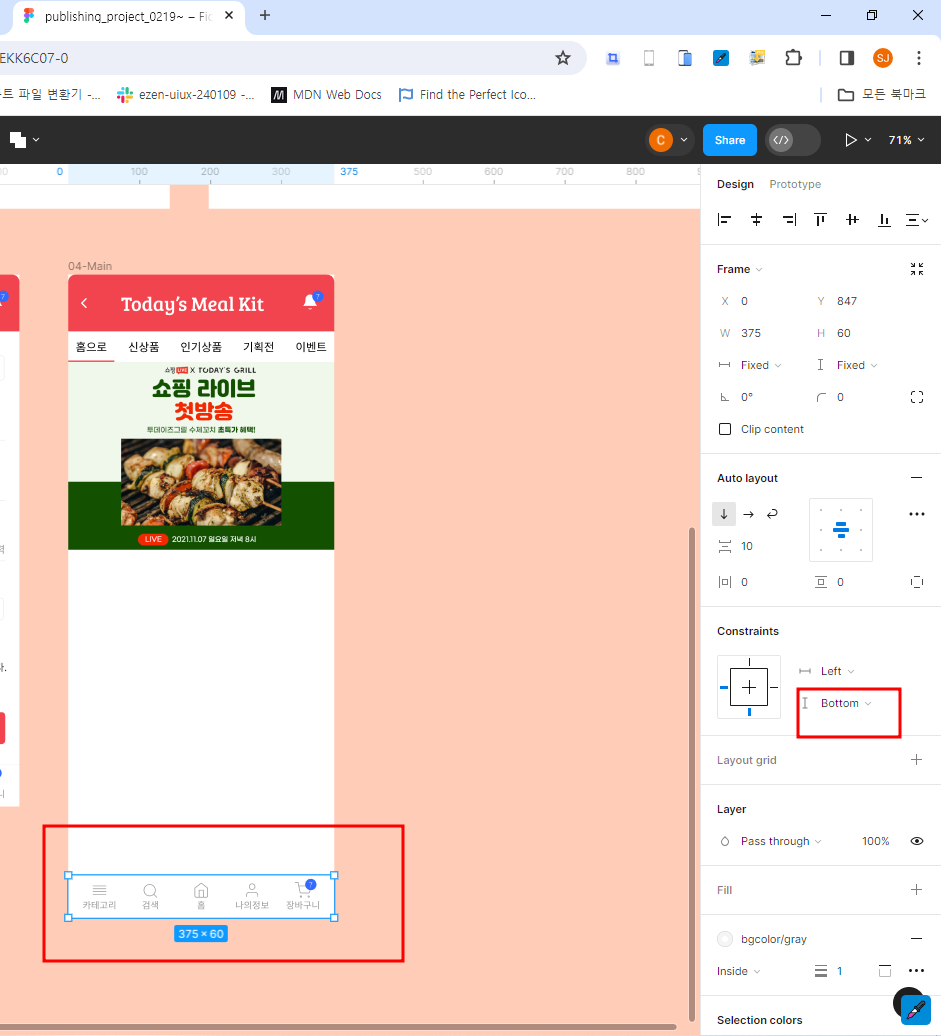 publishing_project_0219~ – Fig
EKK6C07-0
SJ
트 파일 변환기 -...
ezen-uiux-240109 -...
M
MDN Web Docs
Find the Perfect Ico...
모든 북마크
C
Share
</>
71%
0
100
200
300
375
500
600
700
800
Design
Prototype
04-Main
7
Today's Meal Kit
7
홈으로
신상품
인기상품
기획전
이벤트
쇼핑 LIVE X TODAY'S GRILL
쇼핑 라이브
첫방송
투데이즈그릴 수제꼬치 초특가 혜택!
LIVE
2021.11.07 일요일 저녁 8시
카테고리
검색
홈
나의정보
7
장바구니
375 × 60
Frame
X 0
Y 847
W 375
H 60
Fixed
Fixed
0°
0
Clip content
Auto layout
10
0
0
Constraints
Left
Bottom
Layout grid
Layer
Pass through
100%
Fill
bgcolor/gray
Inside
1
Selection colors